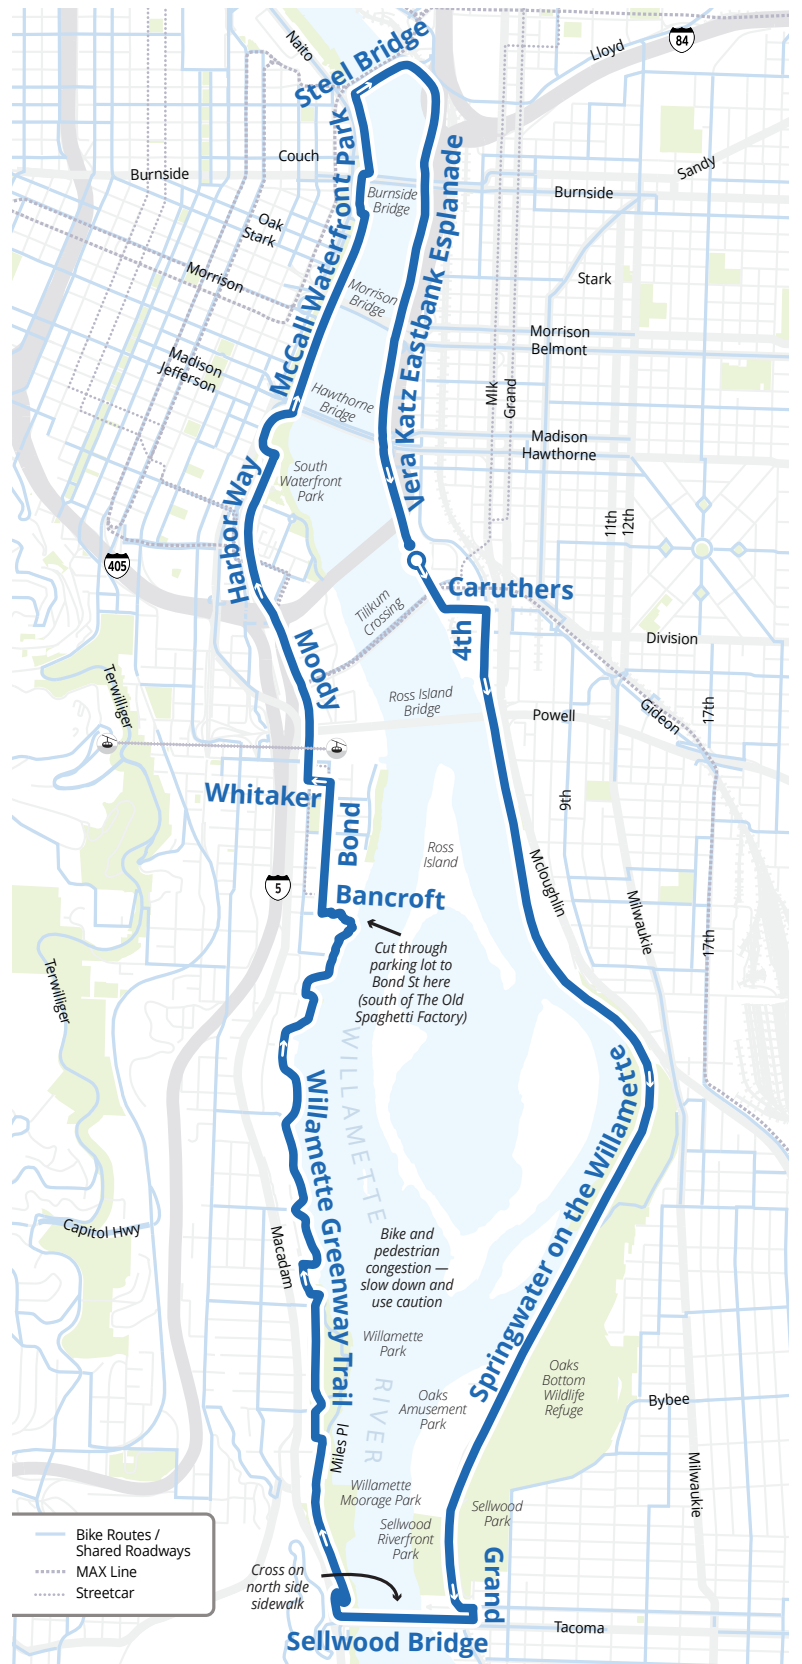 Naito
Steel Bridge
84
Lloyd
Couch
Burnside
Sandy
Burnside
Bridge
Burnside
Oak
Stark
McCall Waterfront Park
Vera Katz Eastbank Esplanade
Morrison
Stark
Morrison
Bridge
Morrison
Belmont
Madison
Jefferson
Hawthorne
Bridge
Mlk
Grand
Madison
Hawthorne
South
Waterfront
Park
Harbor Way
11th
12th
405
Caruthers
Tilikum
Crossing
4th
Division
Moody
Terwilliger
Ross Island
Bridge
Powell
Gideon
17th
Whitaker
Bond
9th
Ross
Island
Mcloughlin
5
Bancroft
Milwaukie
17th
Cut through
parking lot to
Bond St here
(south of The Old
Spaghetti Factory)
Terwilliger
WILLAMETTE
RIVER
Willamette Greenway Trail
Springwater on the Willamette
Capitol Hwy
Macadam
Bike and
pedestrian
congestion —
slow down and
use caution
Willamette
Park
Oaks
Bottom
Wildlife
Refuge
Oaks
Amusement
Park
Bybee
Miles Pl
Milwaukie
Willamette
Moorage Park
Sellwood
Park
Sellwood
Riverfront
Park
Bike Routes /
Shared Roadways
MAX Line
Streetcar
Cross on
north side
sidewalk
Grand
Tacoma
Sellwood Bridge